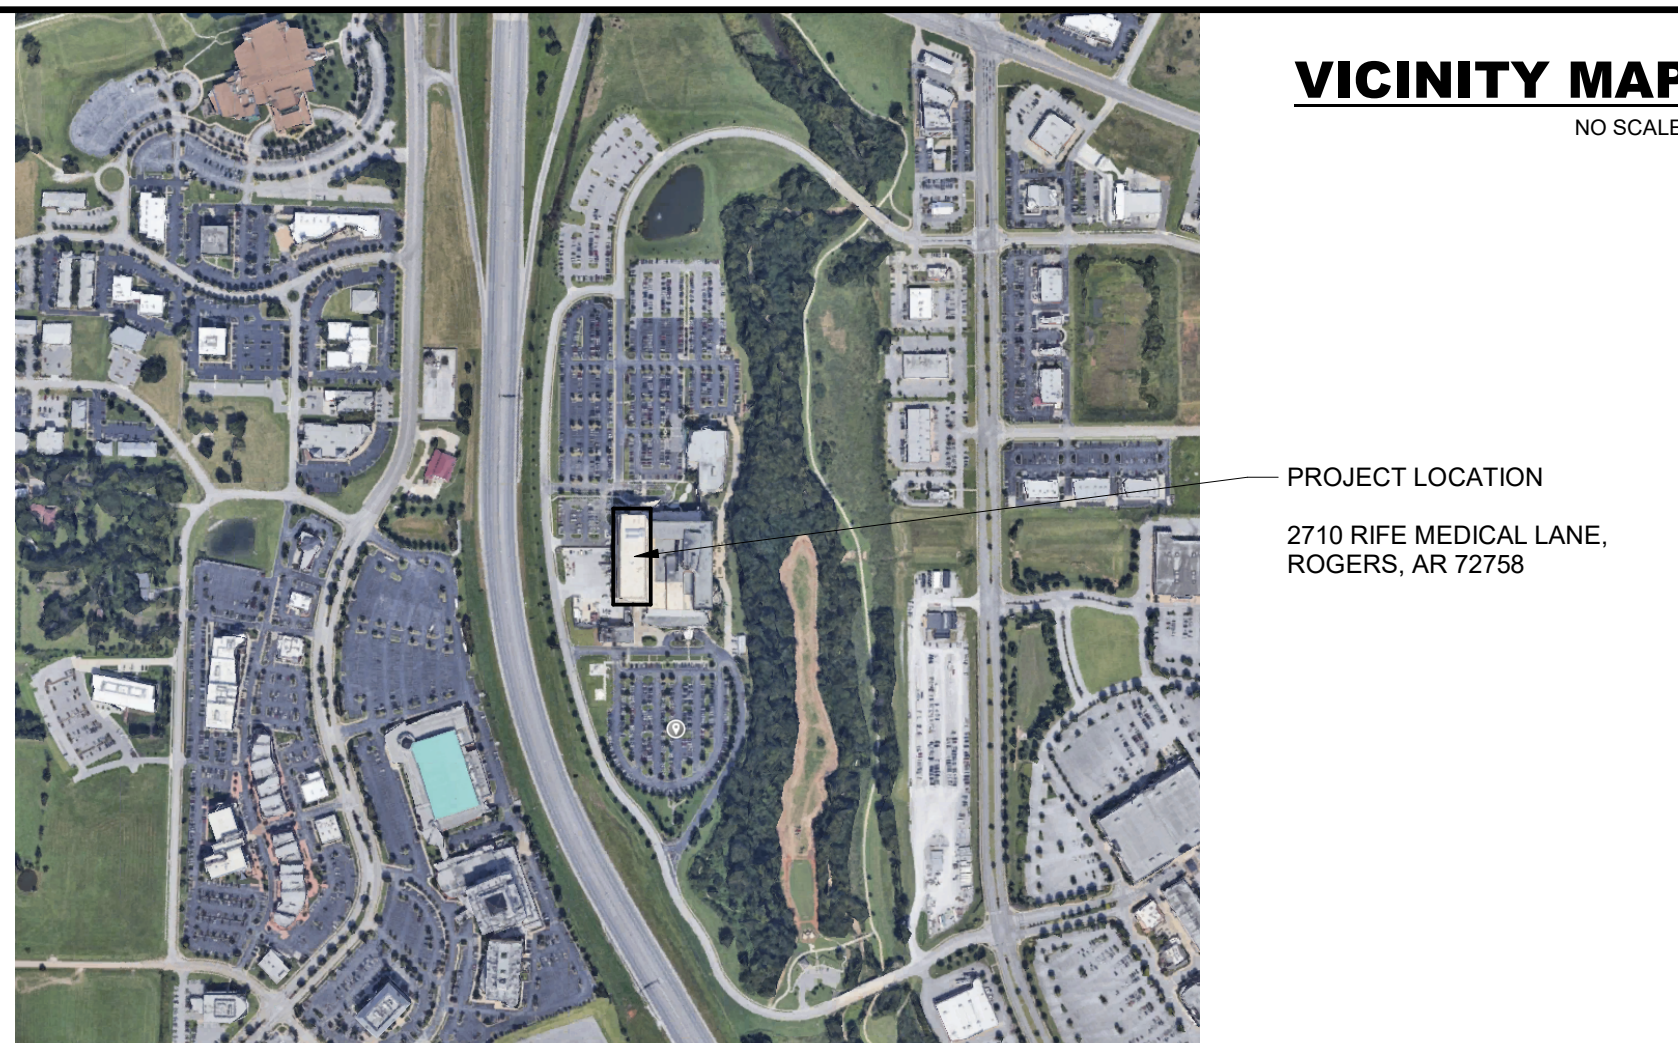 VICINITY MAP
NO SCALE
PROJECT LOCATION
2710 RIFE MEDICAL LANE,
ROGERS, AR 72758